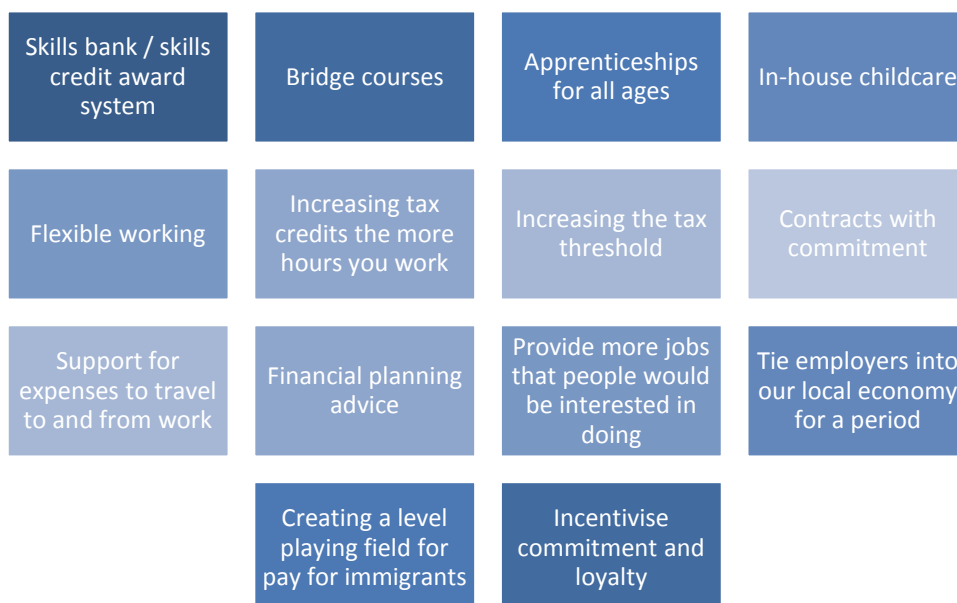 Skills bank / skills
credit award
system
Bridge courses
Apprenticeships
for all ages
In-house childcare
Flexible working
Increasing tax
credits the more
hours you work
Increasing the tax
threshold
Contracts with
commitment
Support for
expenses to travel
to and from work
Financial planning
advice
Provide more jobs
that people would
be interested in
doing
Tie employers into
our local economy
for a period
Creating a level
playing field for
pay for immigrants
Incentivise
commitment and
loyalty